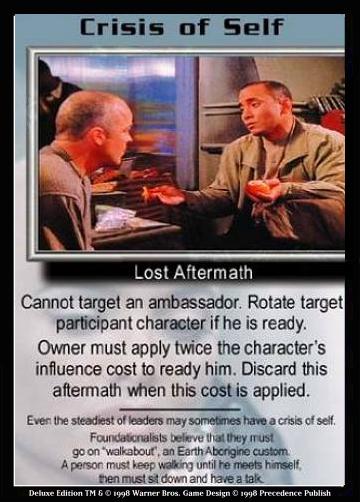 Crisis of Self
Lost Aftermath
Cannot target an ambassador. Rotate target
participant character if he is ready.
Owner must apply twice the character's
influence cost to ready him. Discard this
aftermath when this cost is applied.
Even the steadiest of leaders may sometimes have a crisis of self.
Foundationalists believe that they must
go on "walkabout", an Earth Aborigine custom.
A person must keep walking until he meets himself,
then must sit down and have a talk.
Deluxe Edition TM & © 1998 Warner Bros. Game Design © 1998 Precedence Publish